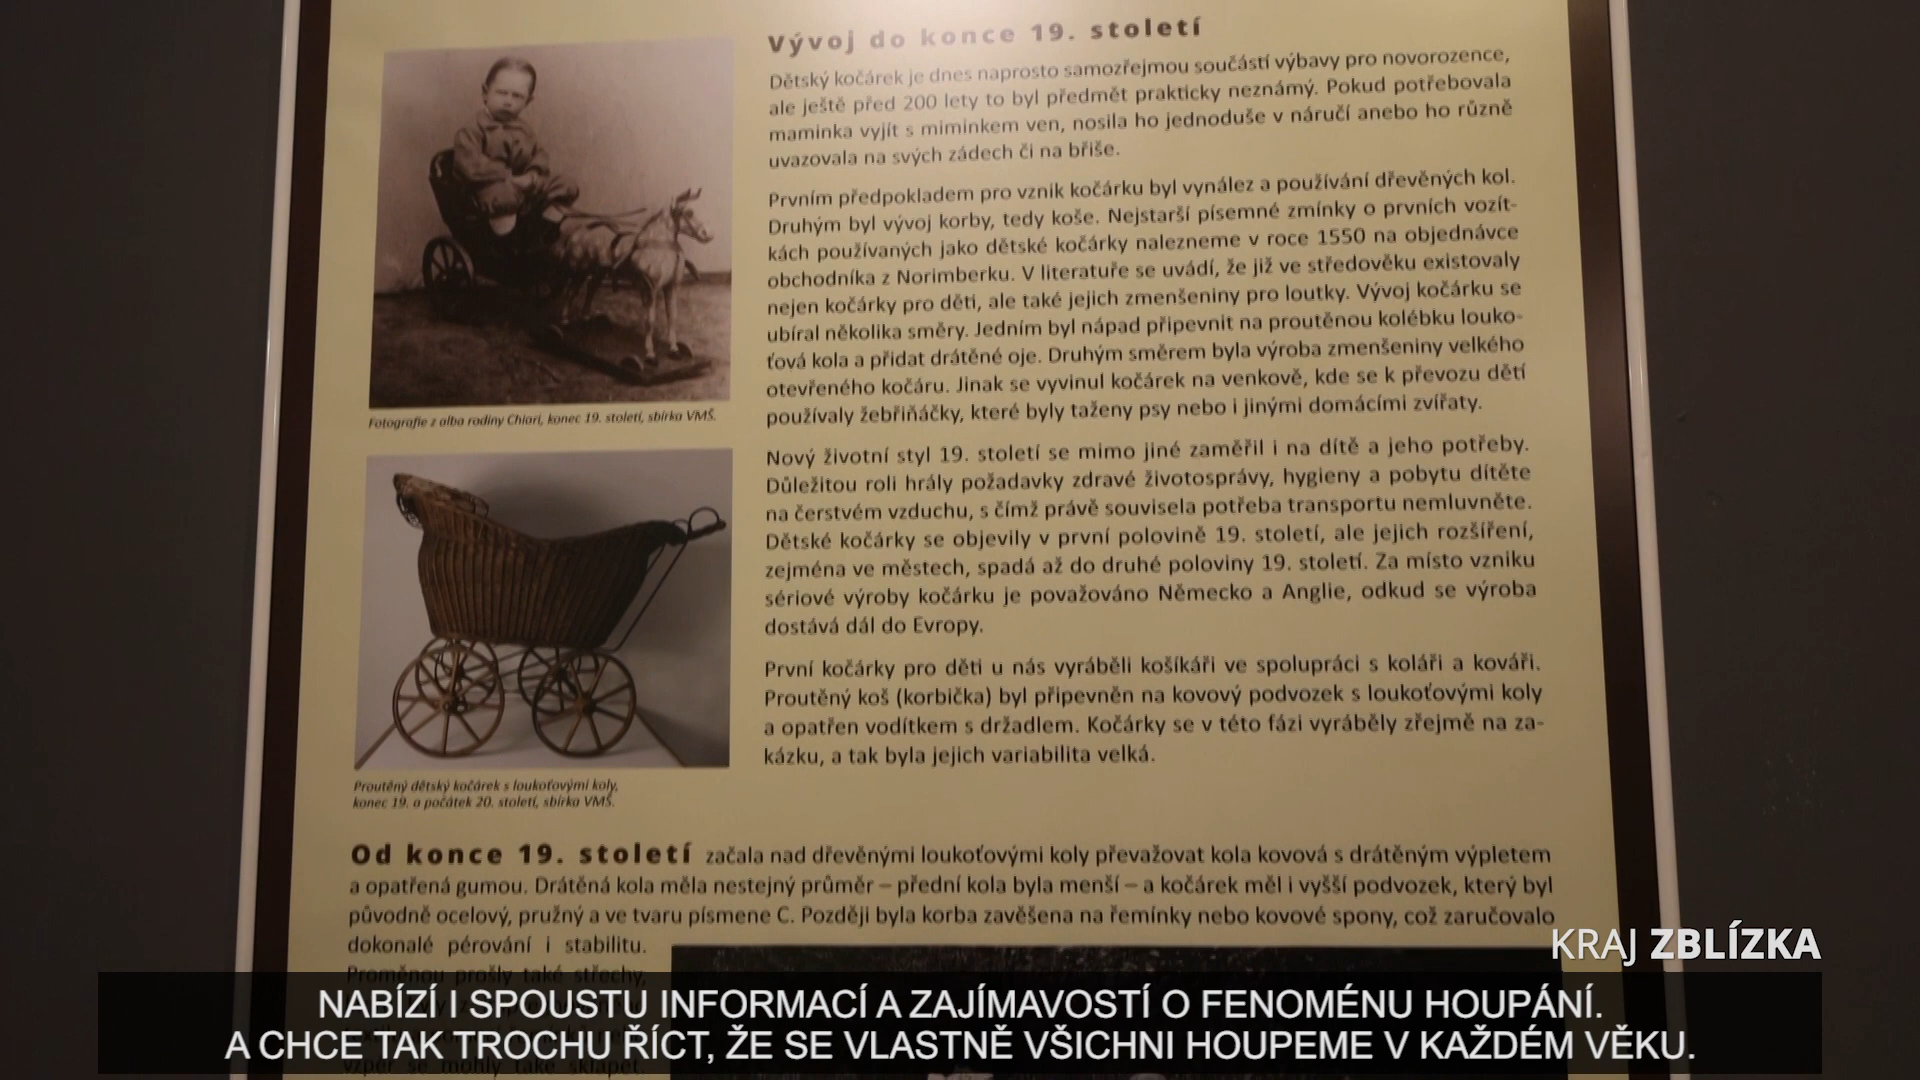 Vývoj do konce 19. století
Dětský kočárek je dnes naprosto samozřejmou součástí výbavy pro novorozence,
ale ještě před 200 lety to byl předmět prakticky neznámý. Pokud potřebovala
maminka vyjít s miminkem ven, nosila ho jednoduše v náručí anebo ho různě
uvazovala na svých zádech či na břiše.
Prvním předpokladem pro vznik kočárku byl vynález a používání dřevěných kol.
Druhým byl vývoj korby, tedy koše. Nejstarší písemné zmínky o prvních vozít-
kách používaných jako dětské kočárky nalezneme v roce 1550 na objednávce
obchodníka z Norimberku. V literatuře se uvádí, že již ve středověku existovaly
nejen kočárky pro děti, ale také jejich zmenšeniny pro loutky. Vývoj kočárku se
ubíral několika směry. Jedním byl nápad připevnit na proutěnou kolébku louko-
ťová kola a přidat drátěné oje. Druhým směrem byla výroba zmenšeniny velkého
otevřeného kočáru. Jinak se vyvinul kočárek na venkově, kde se k převozu dětí
používaly žebřiňáčky, které byly taženy psy nebo i jinými domácími zvířaty.
Fotografie z alba rodiny Chiari, konec 19. století, sbírka VMŠ.
Nový životní styl 19. století se mimo jiné zaměřil i na dítě a jeho potřeby.
Důležitou roli hrály požadavky zdravé životosprávy, hygieny a pobytu dítěte
na čerstvém vzduchu, s čímž právě souvisela potřeba transportu nemluvněte.
Dětské kočárky se objevily v první polovině 19. století, ale jejich rozšíření,
zejména ve městech, spadá až do druhé poloviny 19. století. Za místo vzniku
sériové výroby kočárku je považováno Německo a Anglie, odkud se výroba
dostává dál do Evropy.
První kočárky pro děti u nás vyráběli košíkáři ve spolupráci s koláři a kováři.
Proutěný koš (korbička) byl připevněn na kovový podvozek s loukoťovými koly
a opatřen vodítkem s držadlem. Kočárky se v této fázi vyráběly zřejmě na za-
kázku, a tak byla jejich variabilita velká.
Proutěný dětský kočárek s loukoťovými koly,
konec 19. a počátek 20. století, sbírka VMŠ.
Od konce 19. století začala nad dřevěnými loukoťovými koly převažovat kola kovová s drátěným výpletem
a opatřená gumou. Drátěná kola měla nestejný průměr – přední kola byla menší – a kočárek měl i vyšší podvozek, který byl
původně ocelový, pružný a ve tvaru písmene C. Později byla korba zavěšena na řemínky nebo kovové spony, což zaručovalo
dokonalé pérování i stabilitu.
Proměnou prošly také střechy,
KRAJ ZBLÍZKA
NABÍZÍ I SPOUSTU INFORMACÍ A ZAJÍMAVOSTÍ O FENOMÉNU HOUPÁNÍ.
A CHCE TAK TROCHU ŘÍCT, ŽE SE VLASTNĚ VŠICHNI HOUPEME V KAŽDÉM VĚKU.
se mohly také sklápět.